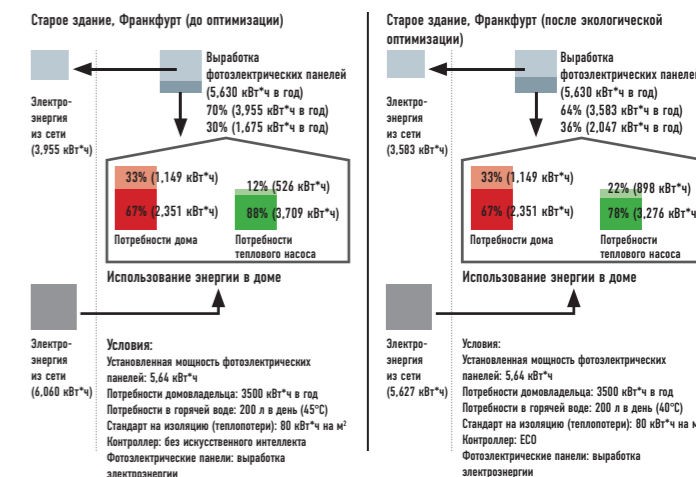 Старое здание, Франкфурт (до оптимизации)
Выработка
фотоэлектрических панелей
(5,630 кВт*ч в год)
70% (3,955 кВт*ч в год)
30% (1,675 кВт*ч в год)
Электро-
энергия
из сети
(3,955 кВт*ч)
33% (1,149 кВт*ч)
67% (2,351 кВт*ч)
Потребности дома
12% (526 кВт*ч)
88% (3,709 кВт*ч)
Потребности
теплового насоса
Использование энергии в доме
Электро-
энергия
из сети
(6,060 кВт*ч)
Условия:
Установленная мощность фотоэлектрических
панелей: 5,64 кВт*ч
Потребности домовладельца: 3500 кВт*ч в год
Потребности в горячей воде: 200 л в день (45°C)
Стандарт на изоляцию (теплопотери): 80 кВт*ч на м²
Контроллер: без искусственного интеллекта
Фотоэлектрические панели: выработка
электроэнергии
Старое здание, Франкфурт (после экологической
оптимизации)
Выработка
фотоэлектрических панелей
(5,630 кВт*ч в год)
64% (3,583 кВт*ч в год)
36% (2,047 кВт*ч в год)
Электро-
энергия
из сети
(3,583 кВт*ч)
33% (1,149 кВт*ч)
67% (2,351 кВт*ч)
Потребности дома
22% (898 кВт*ч)
78% (3,276 кВт*ч
Потребности
теплового насоса
Использование энергии в доме
Электро-
энергия
из сети
(5,627 кВт*ч)
Условия:
Установленная мощность фотоэлектрических
панелей: 5,64 кВт*ч
Потребности домовладельца: 3500 кВт*ч в год
Потребности в горячей воде: 200 л в день (40°C)
Стандарт на изоляцию (теплопотери): 80 кВт*ч на м
Контроллер: ECO
Фотоэлектрические панели: выработка
электроэнергии